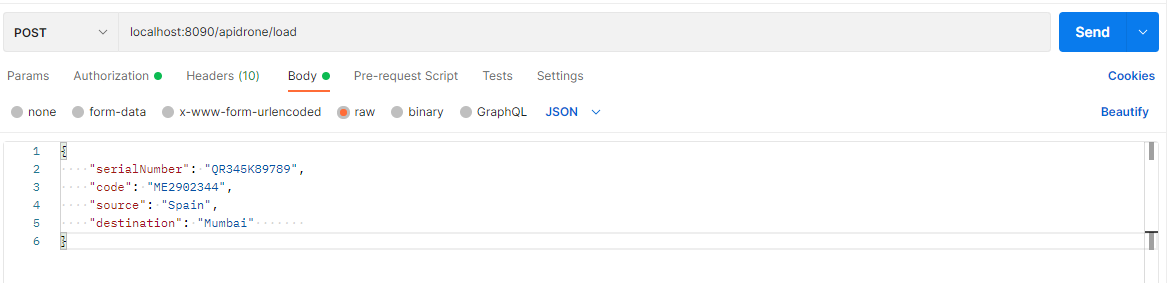 POST localhost:8090/apidrone/load Send
Params Authorization Headers (10) Body Pre-request Script Tests Settings Cookies
none form-data x-www-form-urlencoded raw binary GraphQL JSON Beautify
1 {
2 "serialNumber": "QR345K89789",
3 "code": "ME2902344",
4 "source": "Spain",
5 "destination": "Mumbai"
6 }